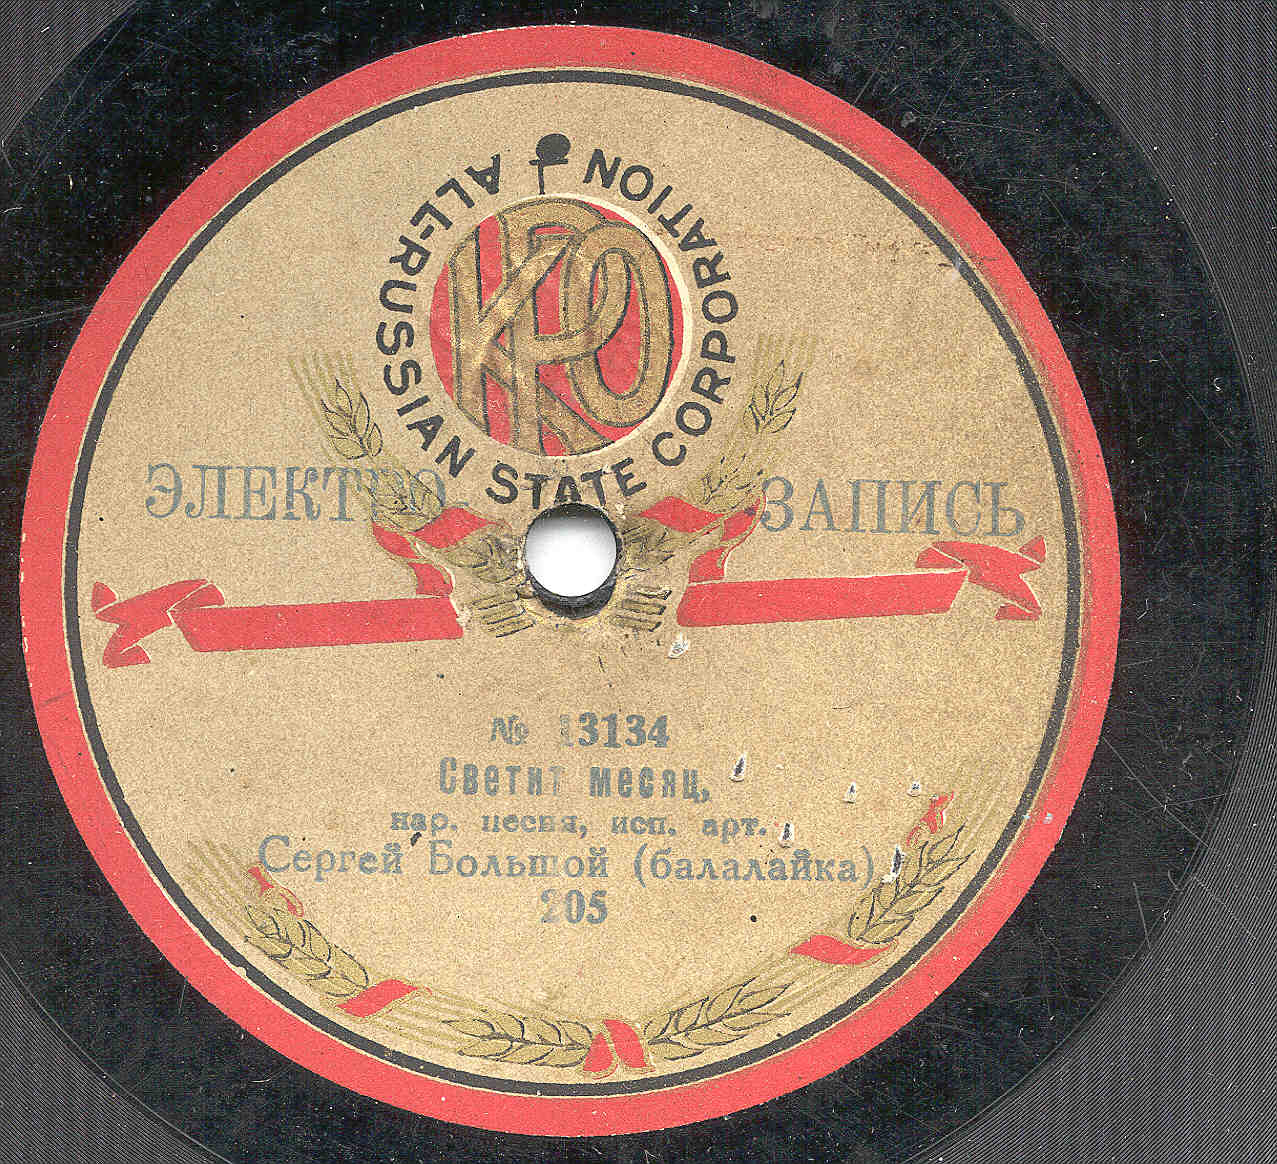 ALL-RUSSIAN STATE CORPORATION
КРО
ЭЛЕКТРО-ЗАПИСЬ
№ 13134
Светит месяц,
нар. песня, исп. арт.
Сергей Большой (балалайка)
205